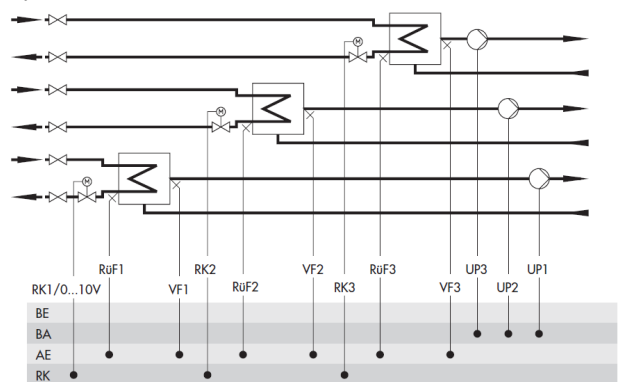 M
M
M
RüF1 RK2 VF2 RüF3 UP3 UP1
RK1/0...10V VF1 RüF2 RK3 VF3 UP2
BE
BA
AE
RK